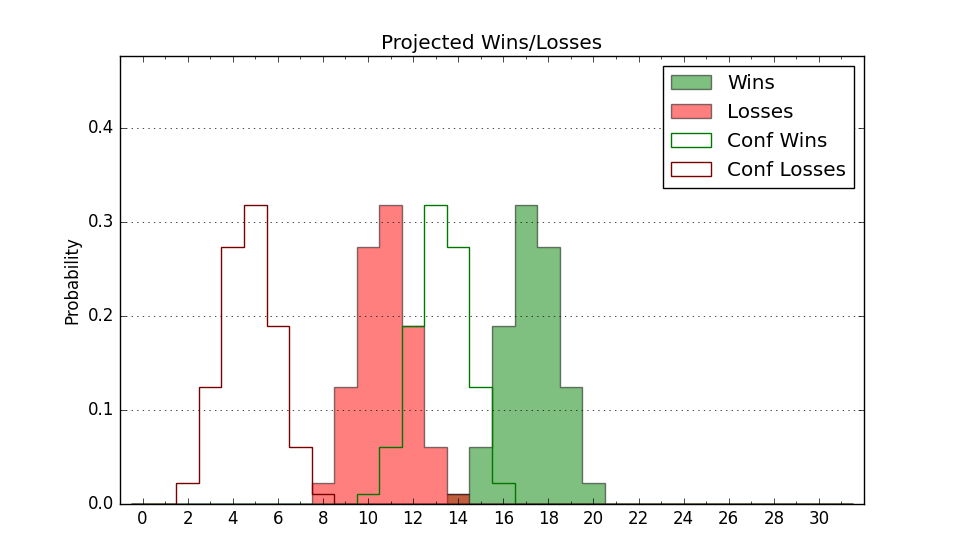 Projected Wins/Losses
Wins
Losses
Conf Wins
Conf Losses
Probability
0.4
0.3
0.2
0.1
0.0
0 2 4 6 8 10 12 14 16 18 20 22 24 26 28 30